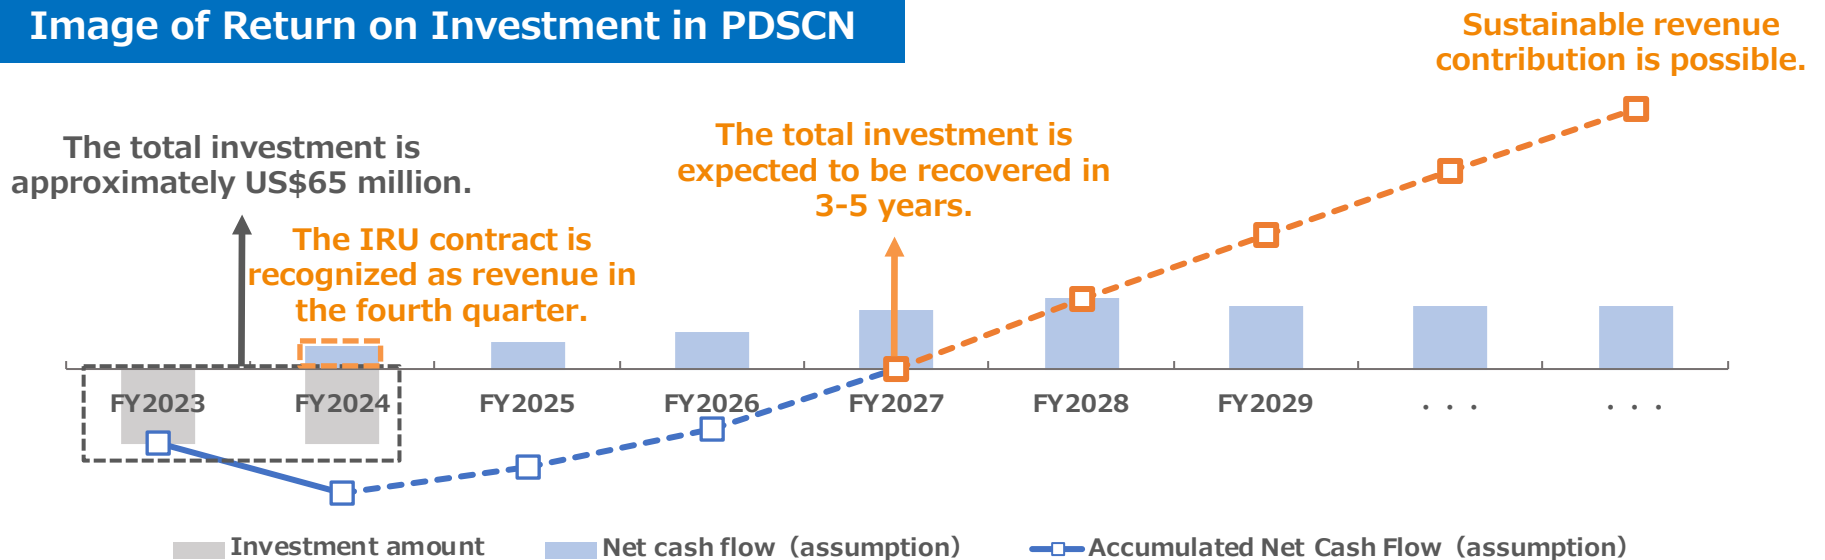 Image of Return on Investment in PDSCN
Sustainable revenue
contribution is possible.
The total investment is
approximately US$65 million.
The total investment is
expected to be recovered in
3-5 years.
The IRU contract is
recognized as revenue in
the fourth quarter.
FY2023 FY2024 FY2025 FY2026 FY2027 FY2028 FY2029 ・・・ ・・・
Investment amount Net cash flow（assumption） Accumulated Net Cash Flow（assumption）